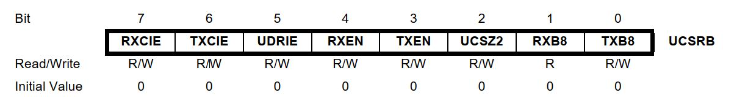 Bit 7 6 5 4 3 2 1 0
RXCIE TXCIE UDRIE RXEN TXEN UCSZ2 RXB8 TXB8 UCSRB
Read/Write R/W R/W R/W R/W R/W R/W R R/W
Initial Value 0 0 0 0 0 0 0 0